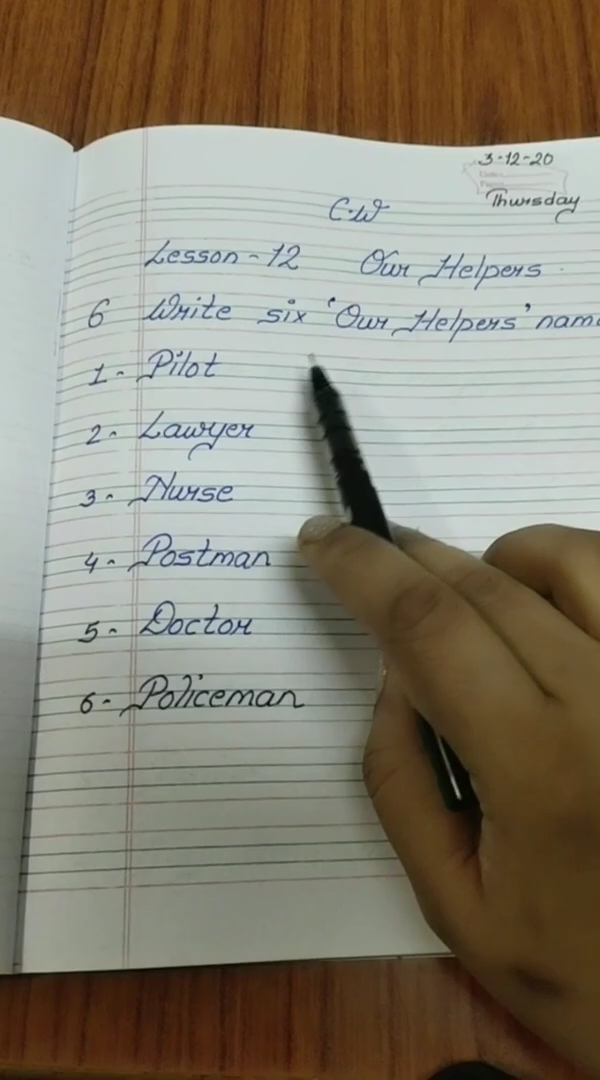 3-12-20
Thursday
C.W
Lesson - 12 Our Helpers
6 Write six 'Our Helpers' nam
1- Pilot
2- Lawyer
3- Nurse
4- Postman
5- Doctor
6- Policeman